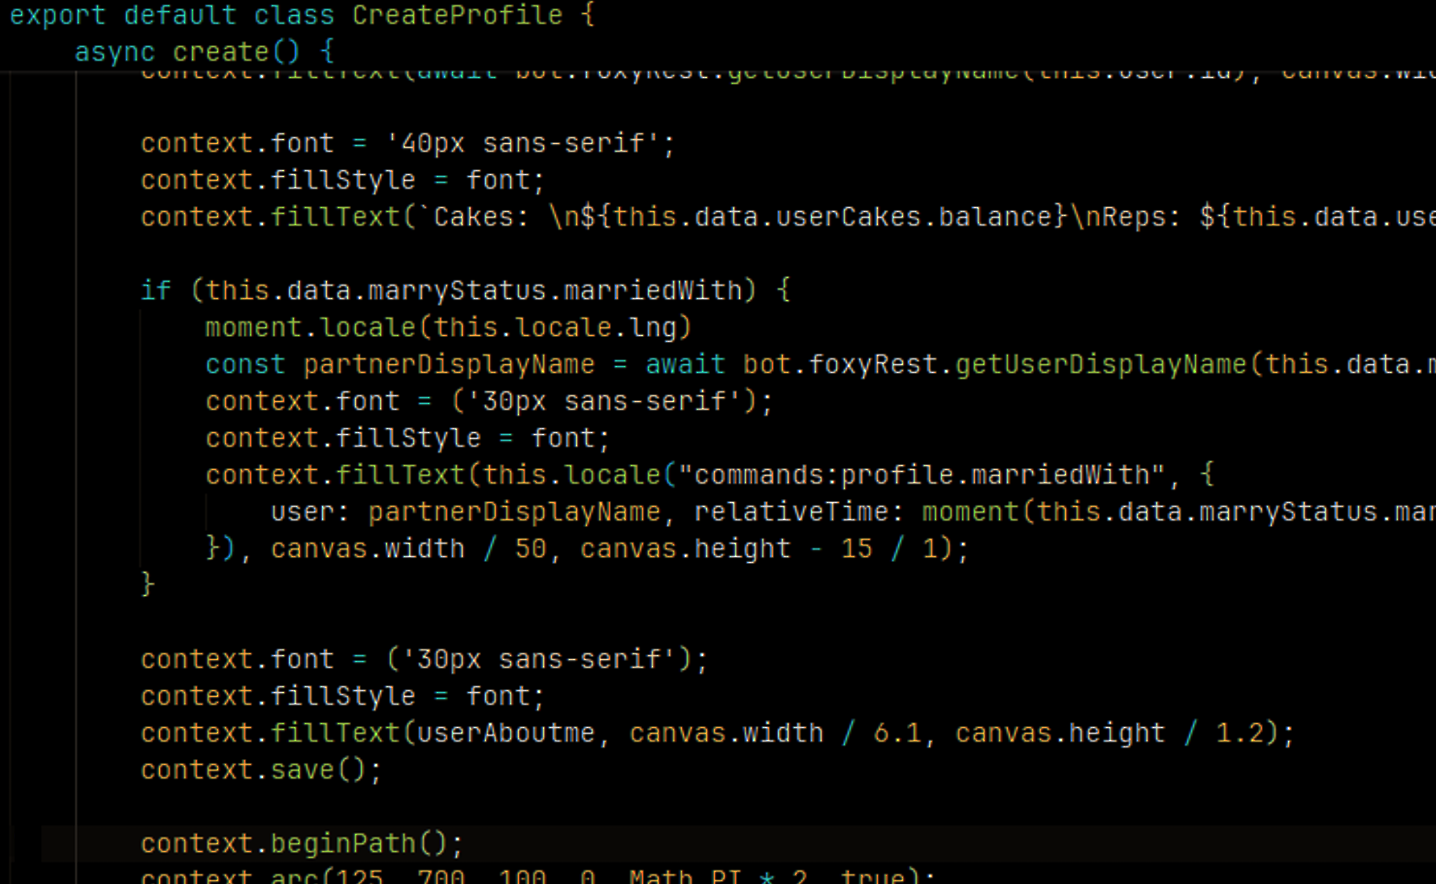 export default class CreateProfile {
async create() {
context.fillText(await bot.foxyRest.getUserDisplayName(this.user.id), canvas.wid
context.font = '40px sans-serif';
context.fillStyle = font;
context.fillText(`Cakes: \n${this.data.userCakes.balance}\nReps: ${this.data.use
if (this.data.marryStatus.marriedWith) {
moment.locale(this.locale.lng)
const partnerDisplayName = await bot.foxyRest.getUserDisplayName(this.data.m
context.font = ('30px sans-serif');
context.fillStyle = font;
context.fillText(this.locale("commands:profile.marriedWith", {
user: partnerDisplayName, relativeTime: moment(this.data.marryStatus.mar
}), canvas.width / 50, canvas.height - 15 / 1);
}
context.font = ('30px sans-serif');
context.fillStyle = font;
context.fillText(userAboutme, canvas.width / 6.1, canvas.height / 1.2);
context.save();
context.beginPath();
context.arc(125, 700, 100, 0, Math.PI * 2, true);